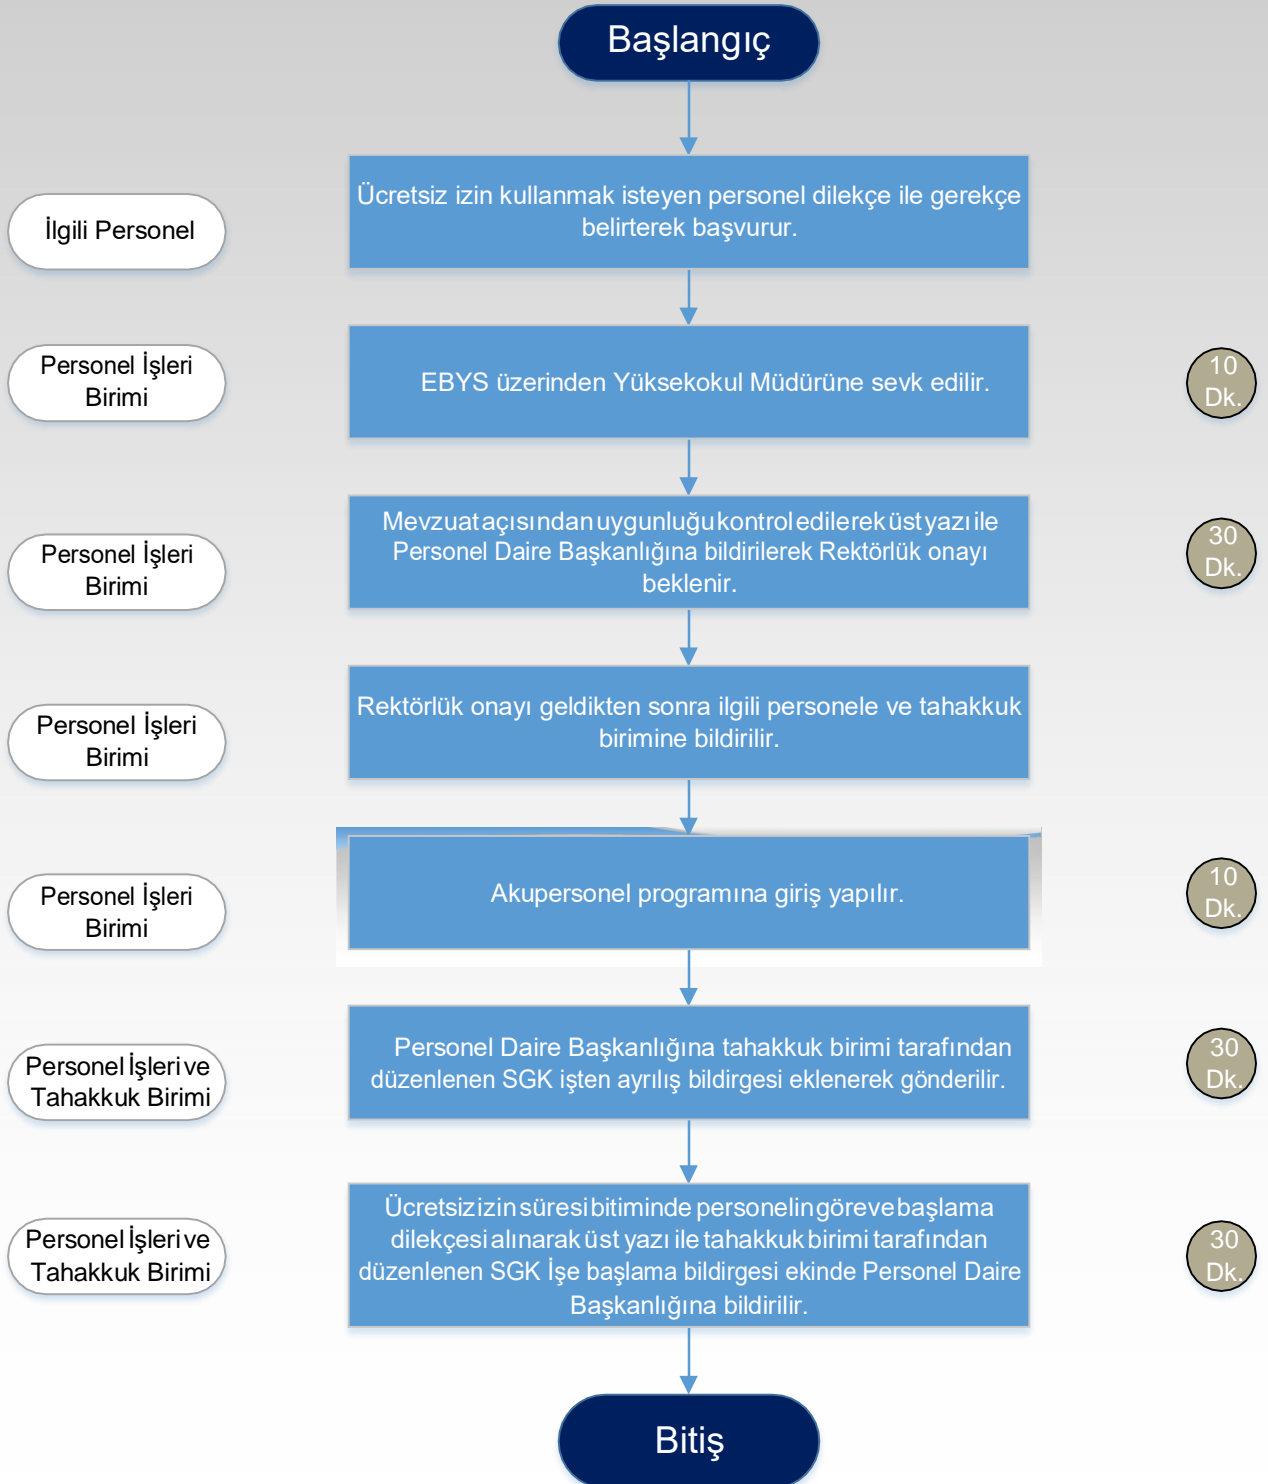 Başlangıç
İlgili Personel
Ücretsiz izin kullanmak isteyen personel dilekçe ile gerekçe
belirterek başvurur.
Personel İşleri
Birimi
EBYS üzerinden Yüksekokul Müdürüne sevk edilir.
10
Dk.
Personel İşleri
Birimi
Mevzuat açısından uygunluğu kontrol edilerek üst yazı ile
Personel Daire Başkanlığına bildirilerek Rektörlük onayı
beklenir.
30
Dk.
Personel İşleri
Birimi
Rektörlük onayı geldikten sonra ilgili personele ve tahakkuk
birimine bildirilir.
Personel İşleri
Birimi
Akupersonel programına giriş yapılır.
10
Dk.
Personel İşleri ve
Tahakkuk Birimi
Personel Daire Başkanlığına tahakkuk birimi tarafından
düzenlenen SGK işten ayrılış bildirgesi eklenerek gönderilir.
30
Dk.
Personel İşleri ve
Tahakkuk Birimi
Ücretsiz izin süresi bitiminde personelin göreve başlama
dilekçesi alınarak üst yazı ile tahakkuk birimi tarafından
düzenlenen SGK İşe başlama bildirgesi ekinde Personel Daire
Başkanlığına bildirilir.
30
Dk.
Bitiş